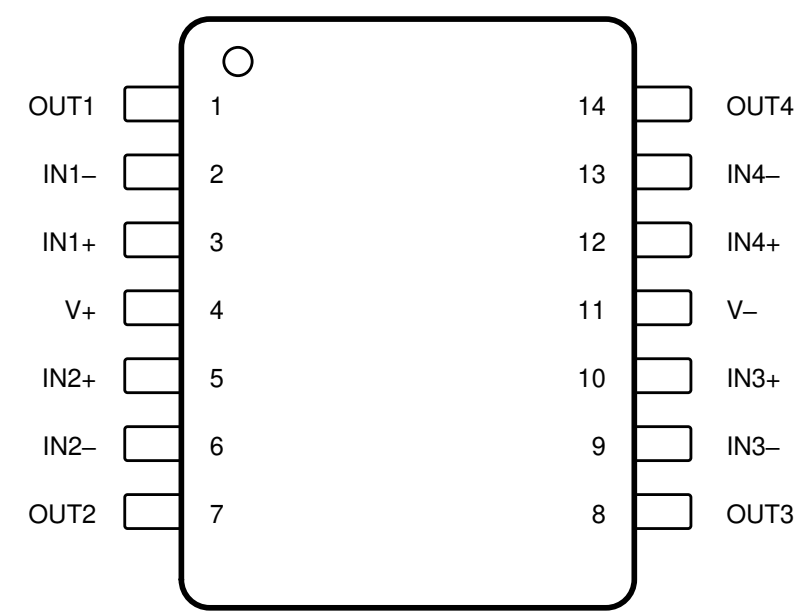 OUT1 1 14 OUT4
IN1– 2 13 IN4–
IN1+ 3 12 IN4+
V+ 4 11 V–
IN2+ 5 10 IN3+
IN2– 6 9 IN3–
OUT2 7 8 OUT3